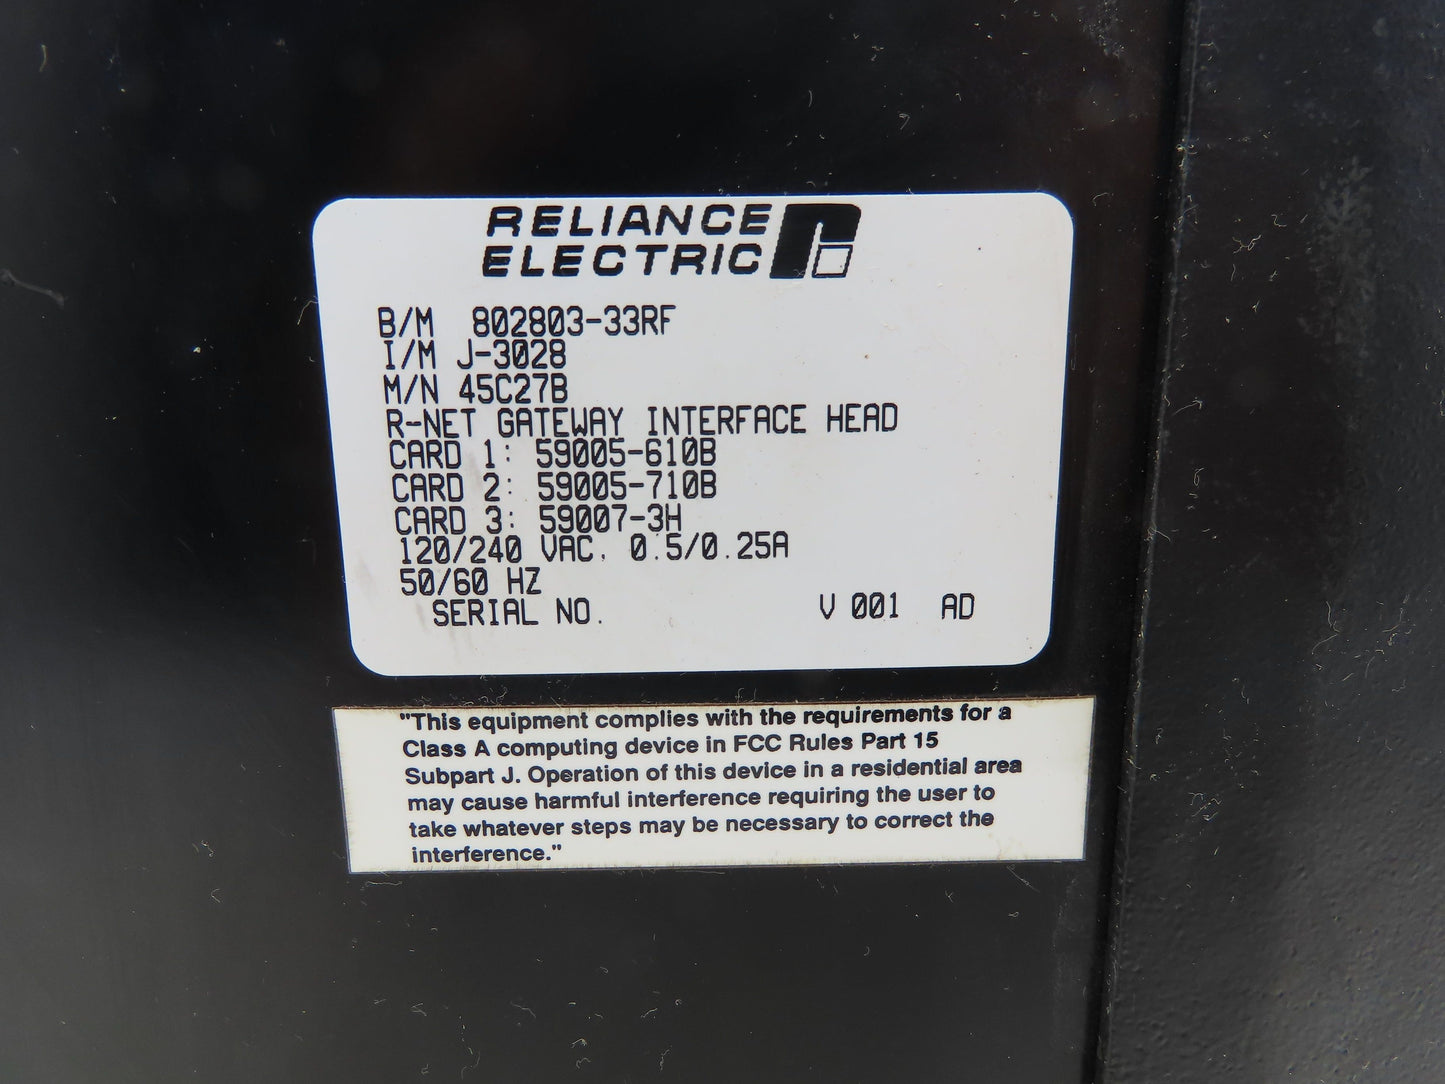 RELIANCE
ELECTRIC
B/M 802803-33RF
I/M J-3028
M/N 45C27B
R-NET GATEWAY INTERFACE HEAD
CARD 1: 59005-610B
CARD 2: 59005-710B
CARD 3: 59007-3H
120/240 VAC. 0.5/0.25A
50/60 HZ
SERIAL NO. V 001 AD
"This equipment complies with the requirements for a
Class A computing device in FCC Rules Part 15
Subpart J. Operation of this device in a residential area
may cause harmful interference requiring the user to
take whatever steps may be necessary to correct the
interference."